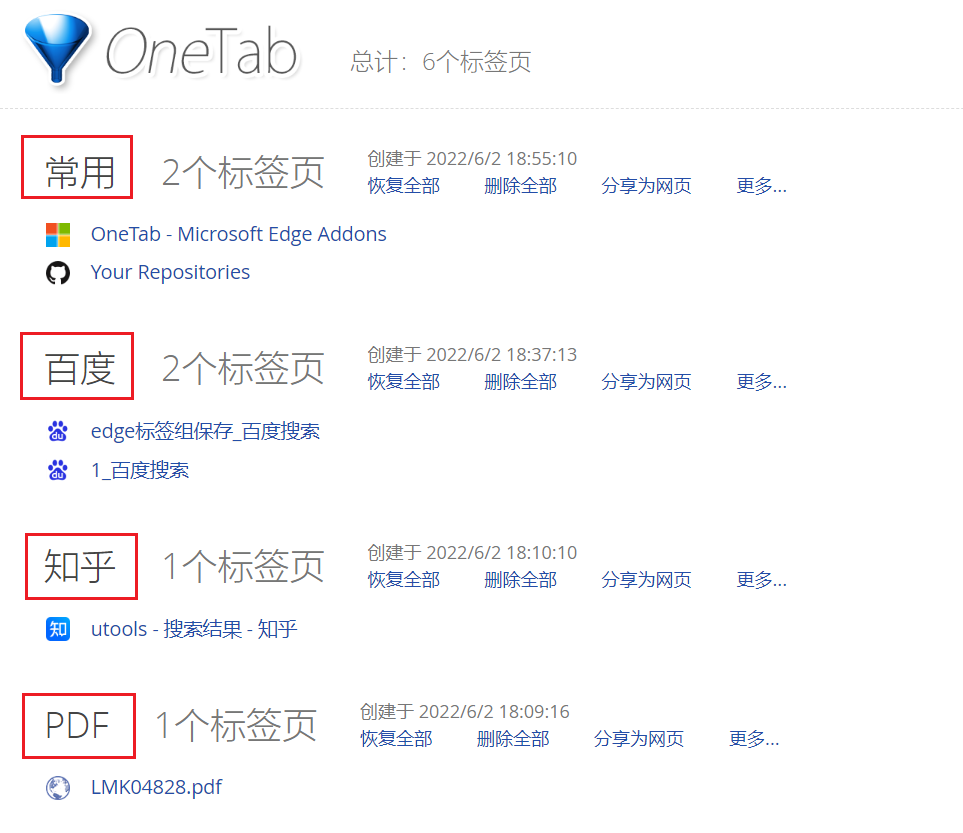 OneTab 总计：6个标签页
常用 2个标签页 创建于 2022/6/2 18:55:10
恢复全部 删除全部 分享为网页 更多...
OneTab - Microsoft Edge Addons
Your Repositories
百度 2个标签页 创建于 2022/6/2 18:37:13
恢复全部 删除全部 分享为网页 更多...
du edge标签组保存_百度搜索
du 1_百度搜索
知乎 1个标签页 创建于 2022/6/2 18:10:10
恢复全部 删除全部 分享为网页 更多...
知 utools - 搜索结果 - 知乎
PDF 1个标签页 创建于 2022/6/2 18:09:16
恢复全部 删除全部 分享为网页 更多...
LMK04828.pdf